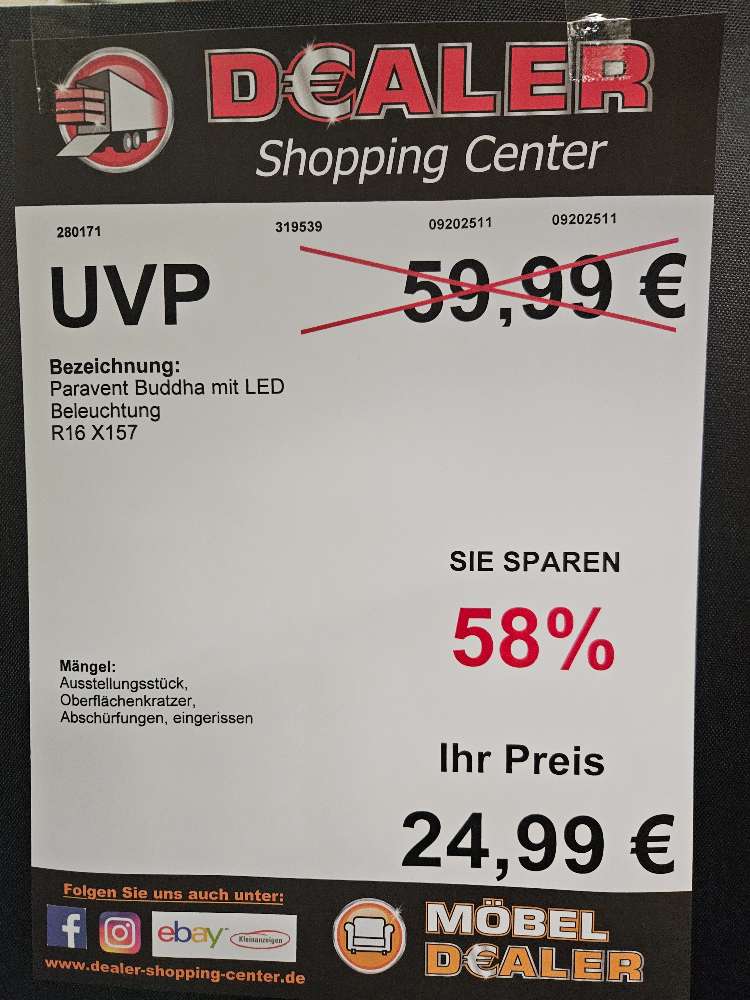 D€ALER
Shopping Center
280171 319539 09202511 09202511
UVP 59,99 €
Bezeichnung:
Paravent Buddha mit LED
Beleuchtung
R16 X157
SIE SPAREN
58%
Mängel:
Ausstellungsstück,
Oberflächenkratzer,
Abschürfungen, eingerissen
Ihr Preis
24,99 €
Folgen Sie uns auch unter:
f ebay Kleinanzeigen
www.dealer-shopping-center.de
MÖBEL
D€ALER